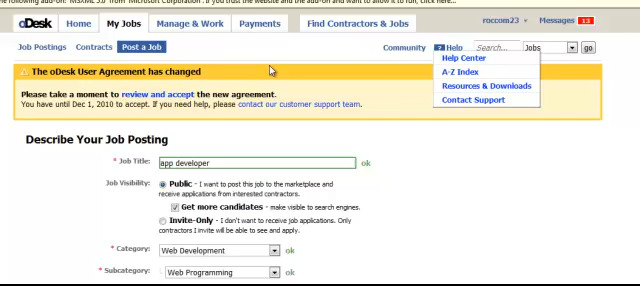 the following add-on: 'MSXML 5.0' from 'Microsoft Corporation'. If you trust the website and the add-on and want to allow it to run, click here...
oDesk Home My Jobs Manage & Work Payments Find Contractors & Jobs roccom23 Messages 13
Job Postings Contracts Post a Job Community ? Help Search... Jobs go
Help Center
A-Z Index
Resources & Downloads
Contact Support
The oDesk User Agreement has changed
Please take a moment to review and accept the new agreement.
You have until Dec 1, 2010 to accept. If you need help, please contact our customer support team.
Describe Your Job Posting
* Job Title: app developer ok
Job Visibility: Public - I want to post this job to the marketplace and
receive applications from interested contractors.
Get more candidates - make visible to search engines.
Invite-Only - I don't want to receive job applications. Only
contractors I invite will be able to see and apply.
* Category: Web Development ok
* Subcategory: Web Programming ok